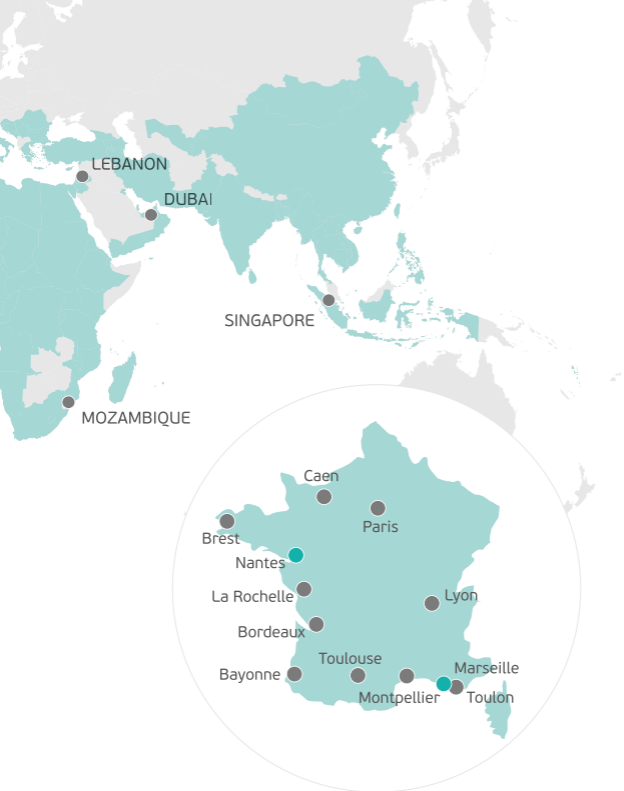 LEBANON
DUBAI
SINGAPORE
MOZAMBIQUE
Caen
Paris
Brest
Nantes
La Rochelle
Lyon
Bordeaux
Toulouse
Marseille
Bayonne
Montpellier
Toulon